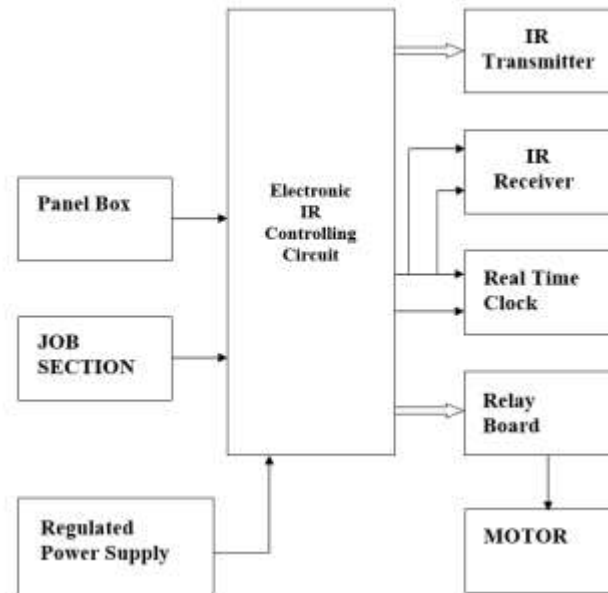 IR
Transmitter
IR
Receiver
Panel Box
Electronic
IR
Controlling
Circuit
Real Time
Clock
JOB
SECTION
Relay
Board
Regulated
Power Supply
MOTOR